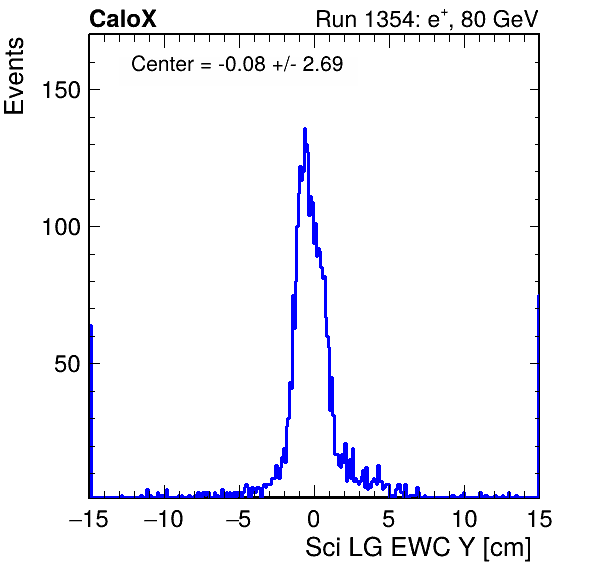 CaloX Run 1354: e⁺, 80 GeV
Center = -0.08 +/- 2.69
Events
150
100
50
−15 −10 −5 0 5 10 15
Sci LG EWC Y [cm]